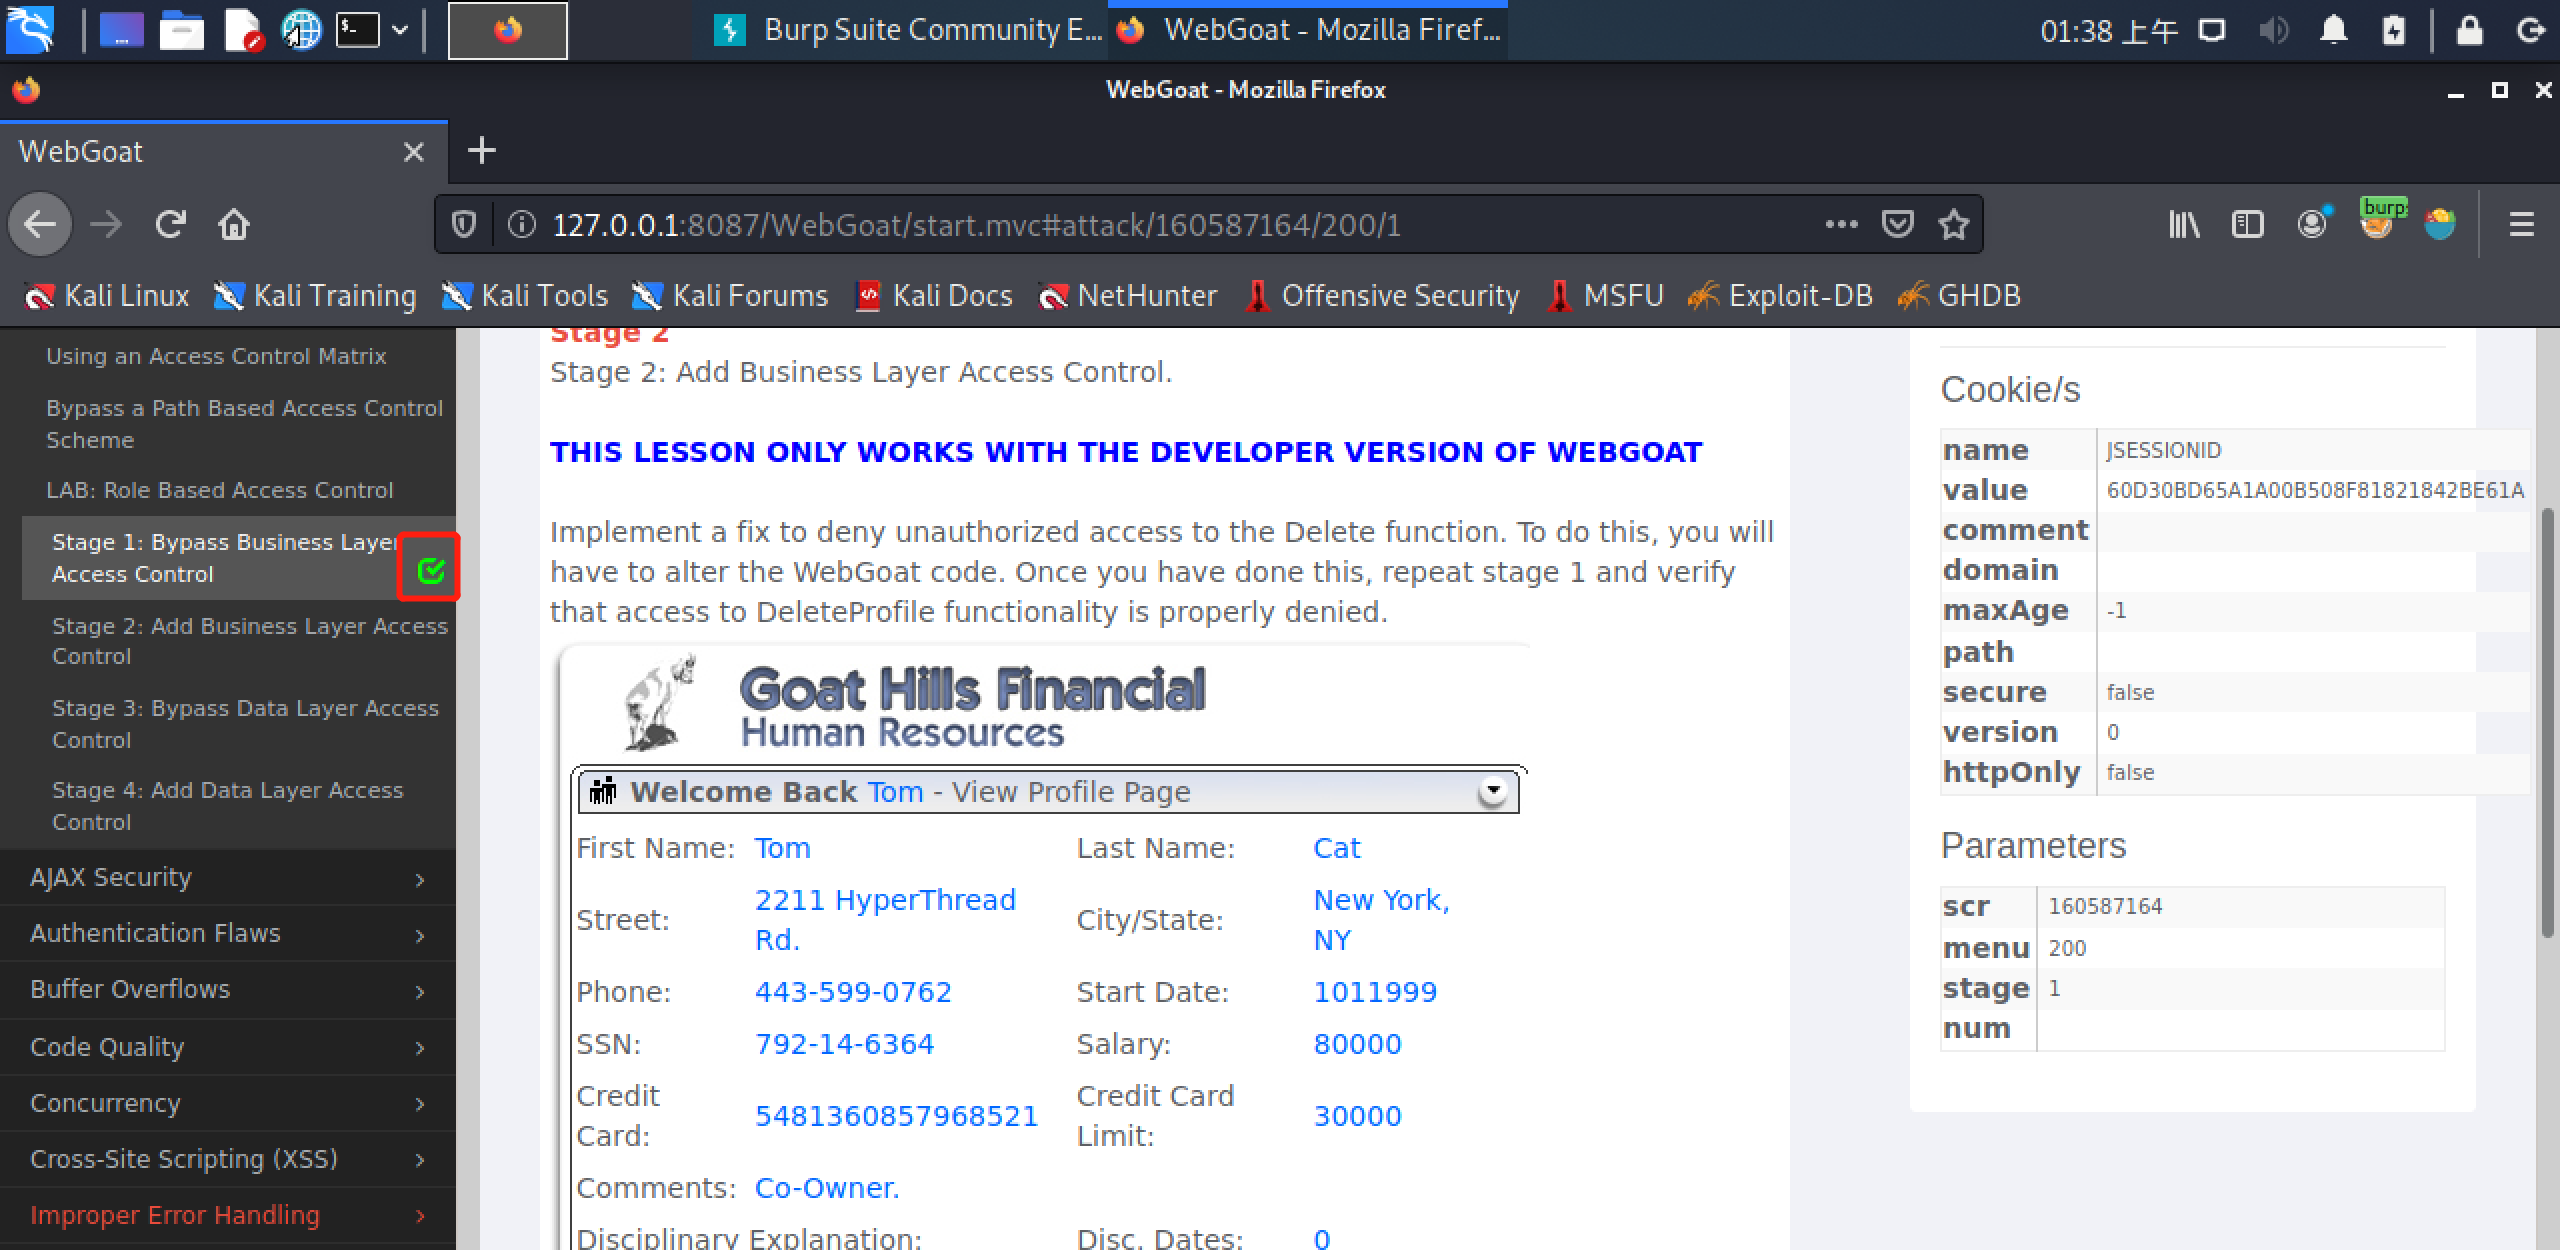 $-
Burp Suite Community E...
WebGoat - Mozilla Firef...
01:38 上午
WebGoat - Mozilla Firefox
WebGoat
127.0.0.1:8087/WebGoat/start.mvc#attack/160587164/200/1
burp
Kali Linux
Kali Training
Kali Tools
Kali Forums
Kali Docs
NetHunter
Offensive Security
MSFU
Exploit-DB
GHDB
Using an Access Control Matrix
Bypass a Path Based Access Control
Scheme
LAB: Role Based Access Control
Stage 1: Bypass Business Layer
Access Control
Stage 2: Add Business Layer Access
Control
Stage 3: Bypass Data Layer Access
Control
Stage 4: Add Data Layer Access
Control
AJAX Security
Authentication Flaws
Buffer Overflows
Code Quality
Concurrency
Cross-Site Scripting (XSS)
Improper Error Handling
Stage 2
Stage 2: Add Business Layer Access Control.
THIS LESSON ONLY WORKS WITH THE DEVELOPER VERSION OF WEBGOAT
Implement a fix to deny unauthorized access to the Delete function. To do this, you will
have to alter the WebGoat code. Once you have done this, repeat stage 1 and verify
that access to DeleteProfile functionality is properly denied.
Goat Hills Financial
Human Resources
Welcome Back Tom - View Profile Page
First Name: Tom Last Name: Cat
Street: 2211 HyperThread Rd. City/State: New York, NY
Phone: 443-599-0762 Start Date: 1011999
SSN: 792-14-6364 Salary: 80000
Credit Card: 5481360857968521 Credit Card Limit: 30000
Comments: Co-Owner.
Disciplinary Explanation: Disc. Dates: 0
Cookie/s
name JSESSIONID
value 60D30BD65A1A00B508F81821842BE61A
comment
domain
maxAge -1
path
secure false
version 0
httpOnly false
Parameters
scr 160587164
menu 200
stage 1
num